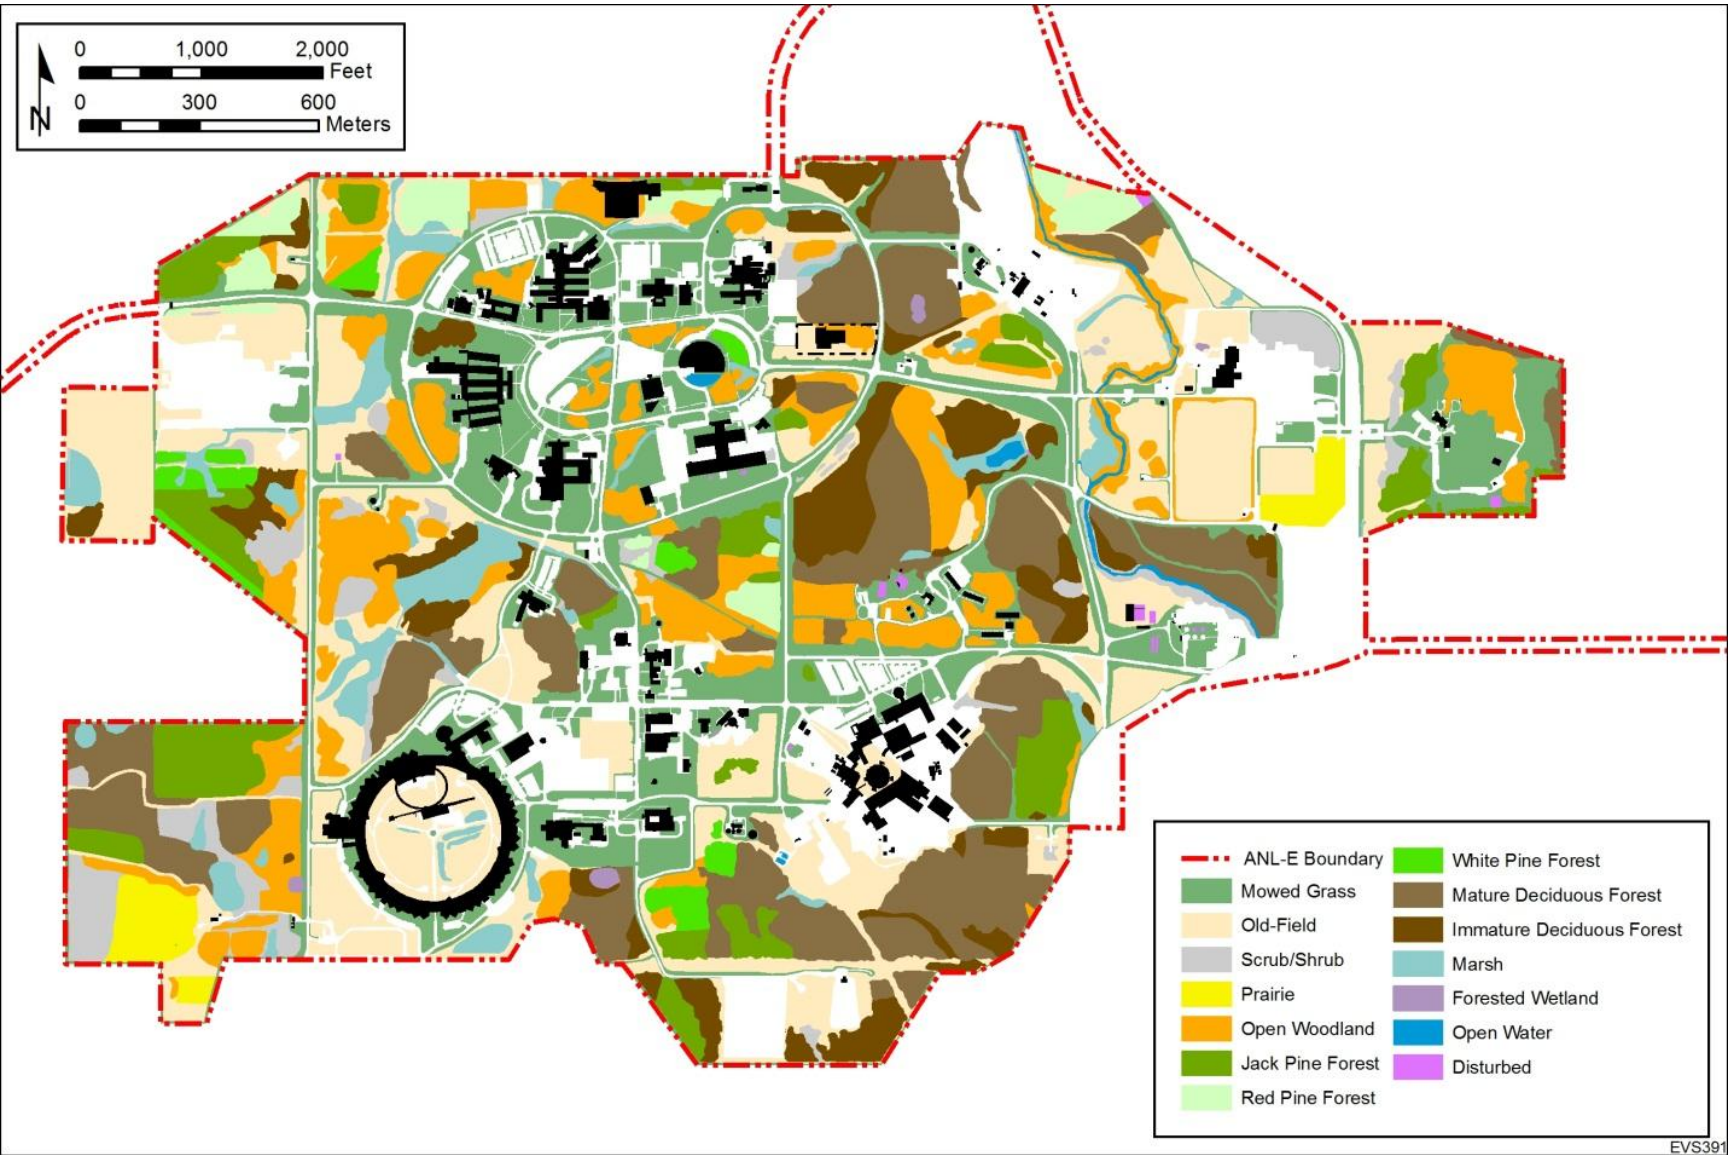 0 1,000 2,000
Feet
0 300 600
Meters
N
ANL-E Boundary
Mowed Grass
Old-Field
Scrub/Shrub
Prairie
Open Woodland
Jack Pine Forest
Red Pine Forest
White Pine Forest
Mature Deciduous Forest
Immature Deciduous Forest
Marsh
Forested Wetland
Open Water
Disturbed
EVS391